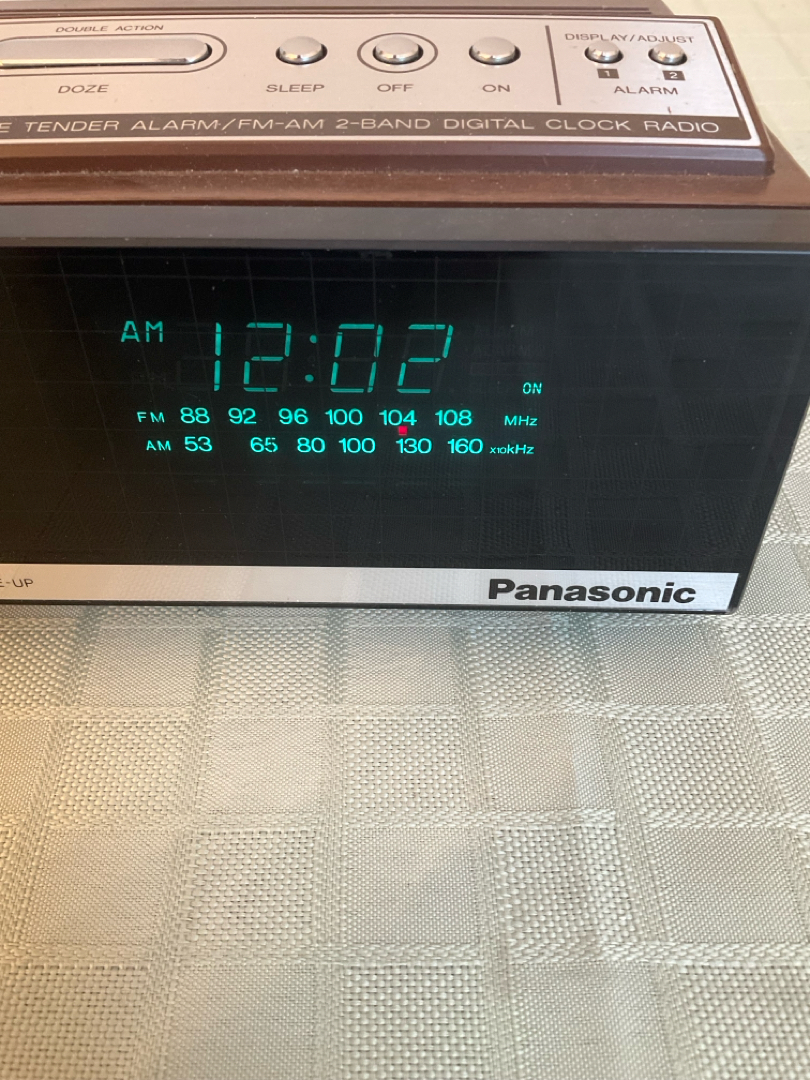 DOUBLE ACTION
DISPLAY/ADJUST
1 2
DOZE SLEEP OFF ON ALARM
TENDER ALARM/FM-AM 2-BAND DIGITAL CLOCK RADIO
AM 12:02
ON
FM 88 92 96 100 104 108 MHz
AM 53 65 80 100 130 160 x10kHz
E-UP Panasonic